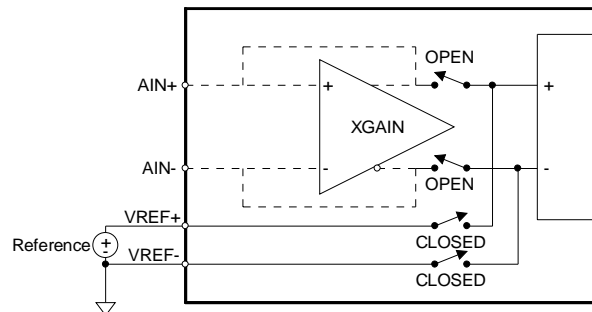 OPEN
AIN+
+
+
XGAIN
AIN-
-
-
OPEN
VREF+
Reference
+
-
CLOSED
VREF-
CLOSED